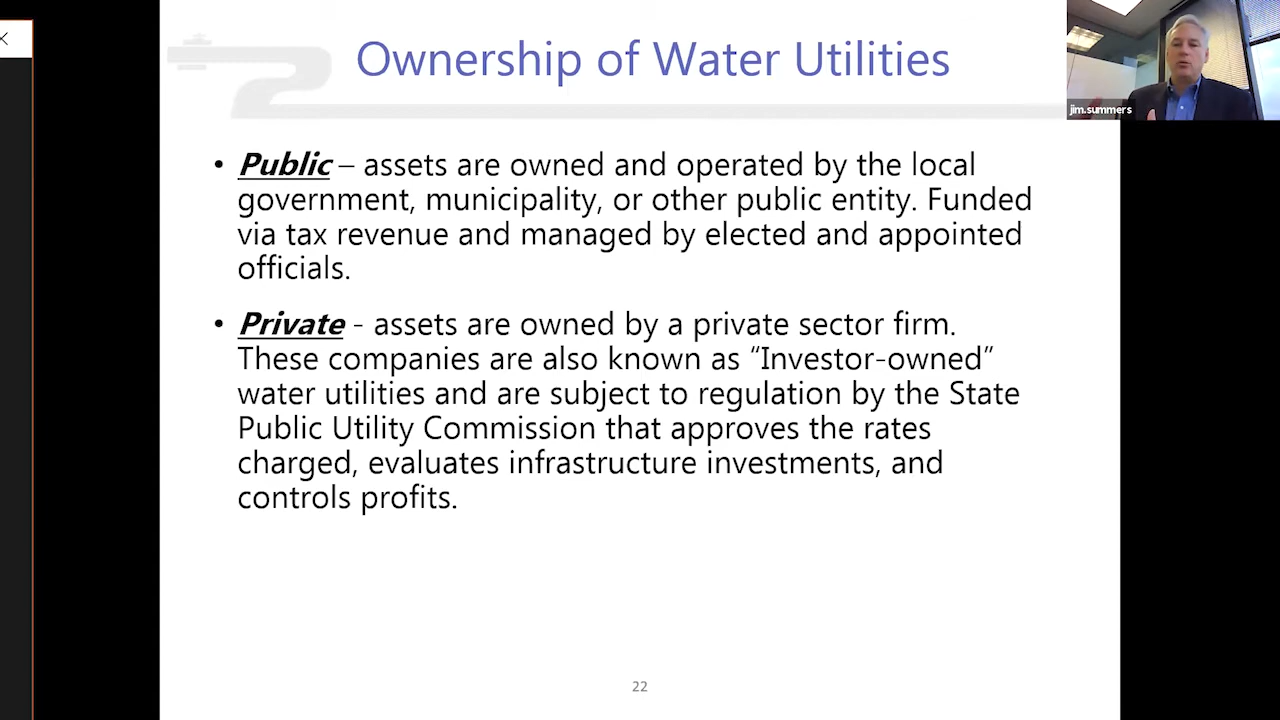 Ownership of Water Utilities
jim.summers
• Public – assets are owned and operated by the local
government, municipality, or other public entity. Funded
via tax revenue and managed by elected and appointed
officials.
• Private - assets are owned by a private sector firm.
These companies are also known as “Investor-owned”
water utilities and are subject to regulation by the State
Public Utility Commission that approves the rates
charged, evaluates infrastructure investments, and
controls profits.
22